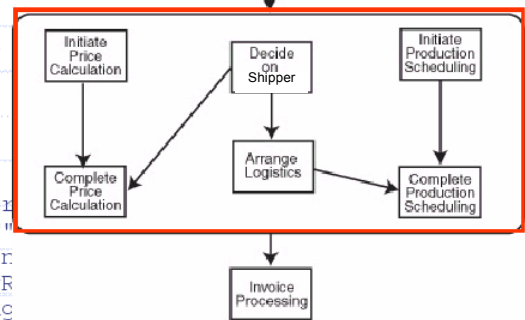 Initiate
Price
Calculation
Decide
on
Shipper
Initiate
Production
Scheduling
Complete
Price
Calculation
Arrange
Logistics
Complete
Production
Scheduling
Invoice
Processing